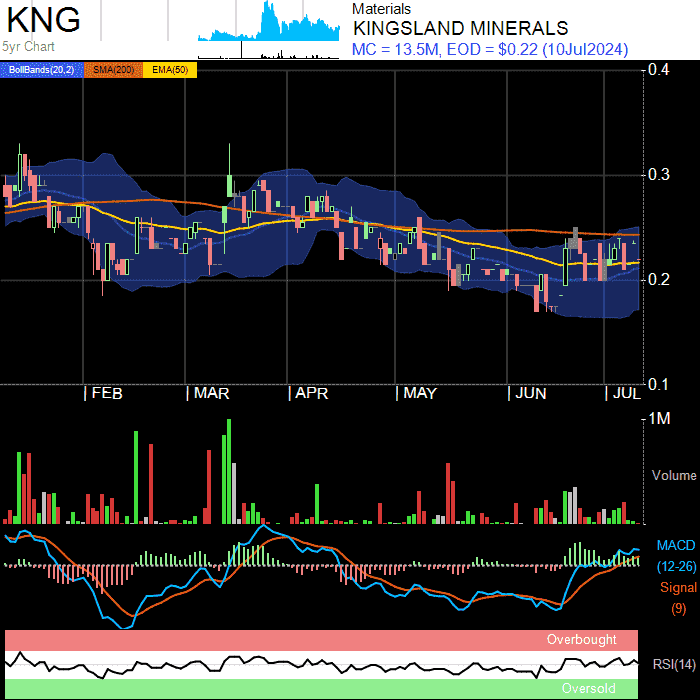 KNG
5yr Chart
Materials
KINGSLAND MINERALS
MC = 13.5M, EOD = $0.22 (10Jul2024)
BollBands(20,2) SMA(200) EMA(50)
0.4
0.3
0.2
0.1
FEB MAR APR MAY JUN JUL
1M
Volume
MACD
(12-26)
Signal
(9)
Overbought
RSI(14)
Oversold